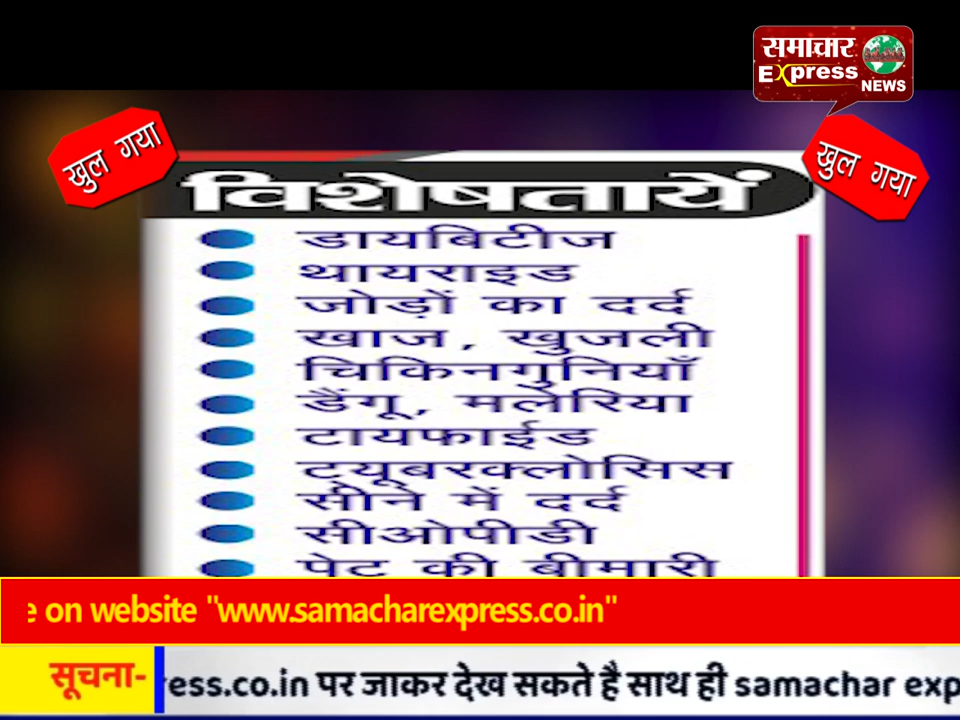 समाचार
Express
NEWS
खुल गया
खुल गया
विशेषतायें
डायबिटीज
थायराइड
जोड़ों का दर्द
खाज, खुजली
चिकिनगुनियाँ
डैंगू, मलेरिया
टायफाईड
ट्यूबरक्लोसिस
सीने में दर्द
सीओपीडी
पेट की बीमारी
e on website "www.samacharexpress.co.in"
सूचना-
ress.co.in पर जाकर देख सकते है साथ ही samachar exp